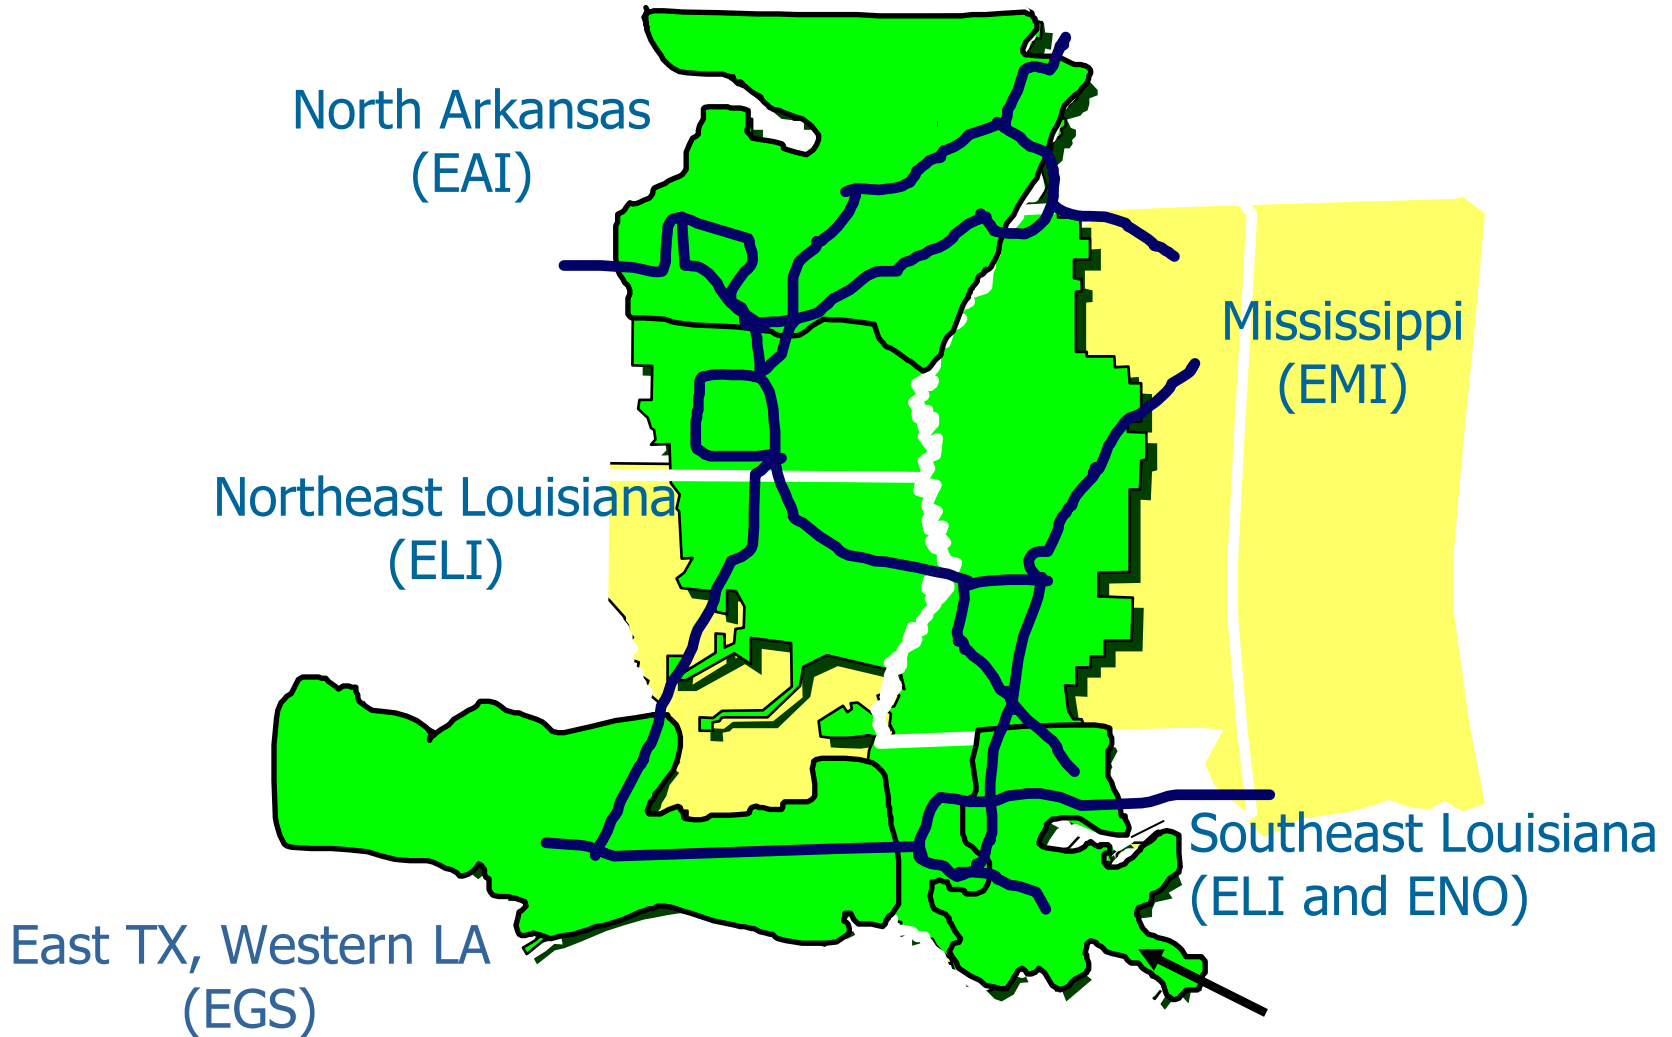 North Arkansas
(EAI)
Mississippi
(EMI)
Northeast Louisiana
(ELI)
Southeast Louisiana
(ELI and ENO)
East TX, Western LA
(EGS)